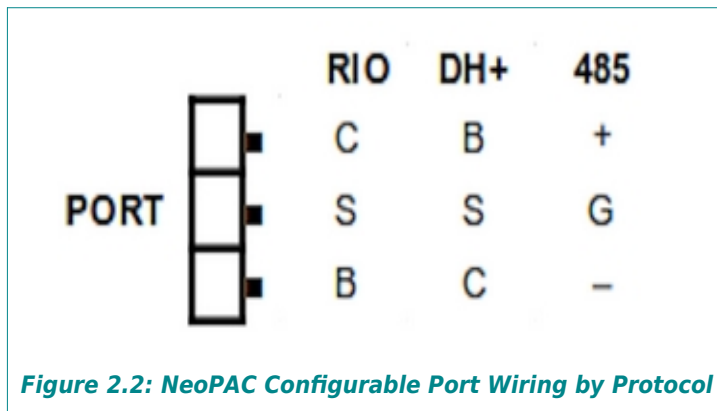 RIO DH+ 485
C B +
PORT S S G
B C –
Figure 2.2: NeoPAC Configurable Port Wiring by Protocol